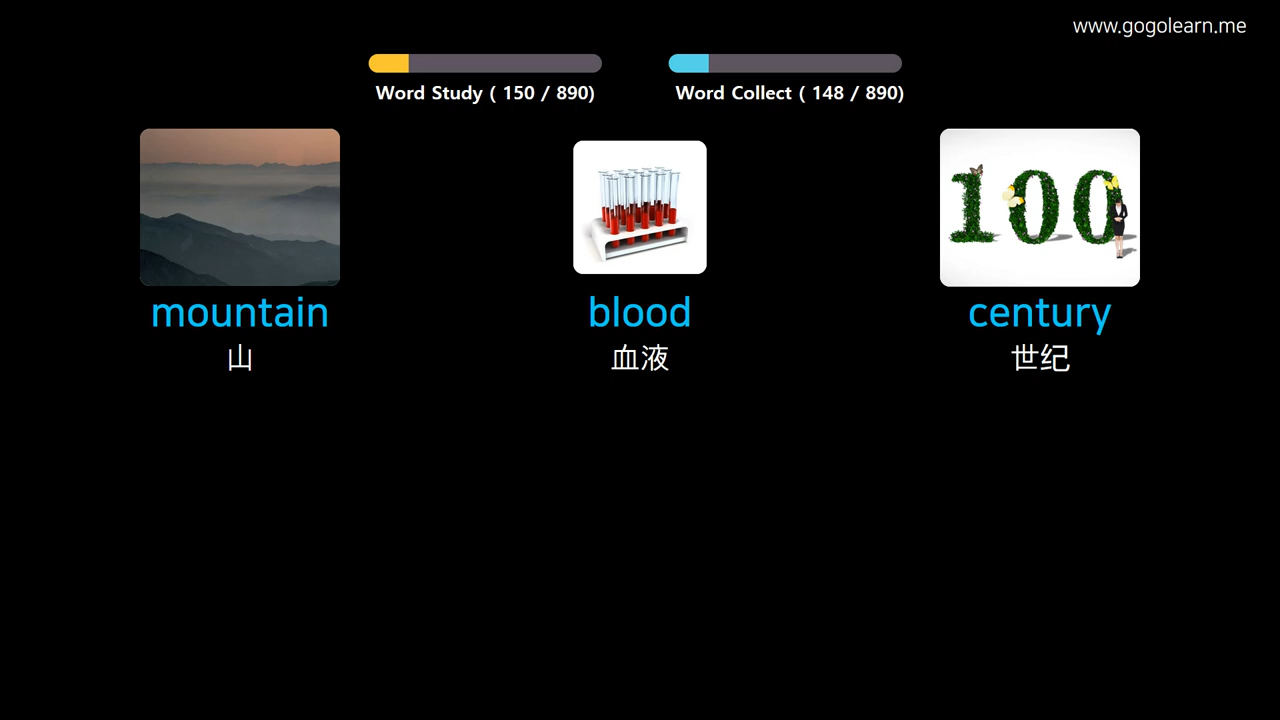 www.gogolearn.me
Word Study ( 150 / 890)
Word Collect ( 148 / 890)
100
mountain
blood
century
山
血液
世纪